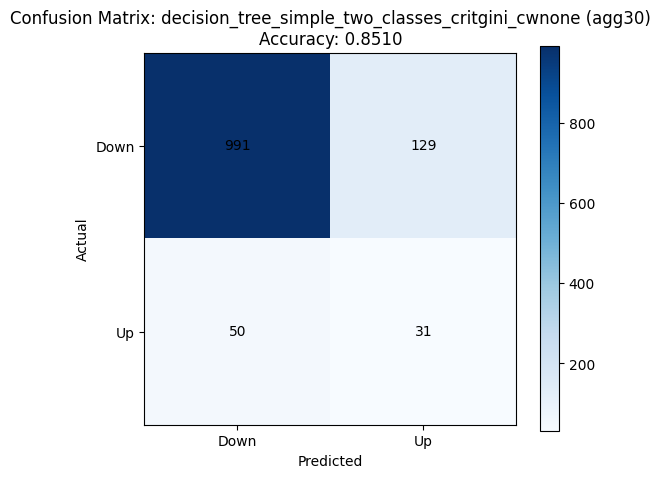 Confusion Matrix: decision_tree_simple_two_classes_critgini_cwnone (agg30)
Accuracy: 0.8510
Down
991
129
Up
50
31
Down
Up
Actual
Predicted
800
600
400
200